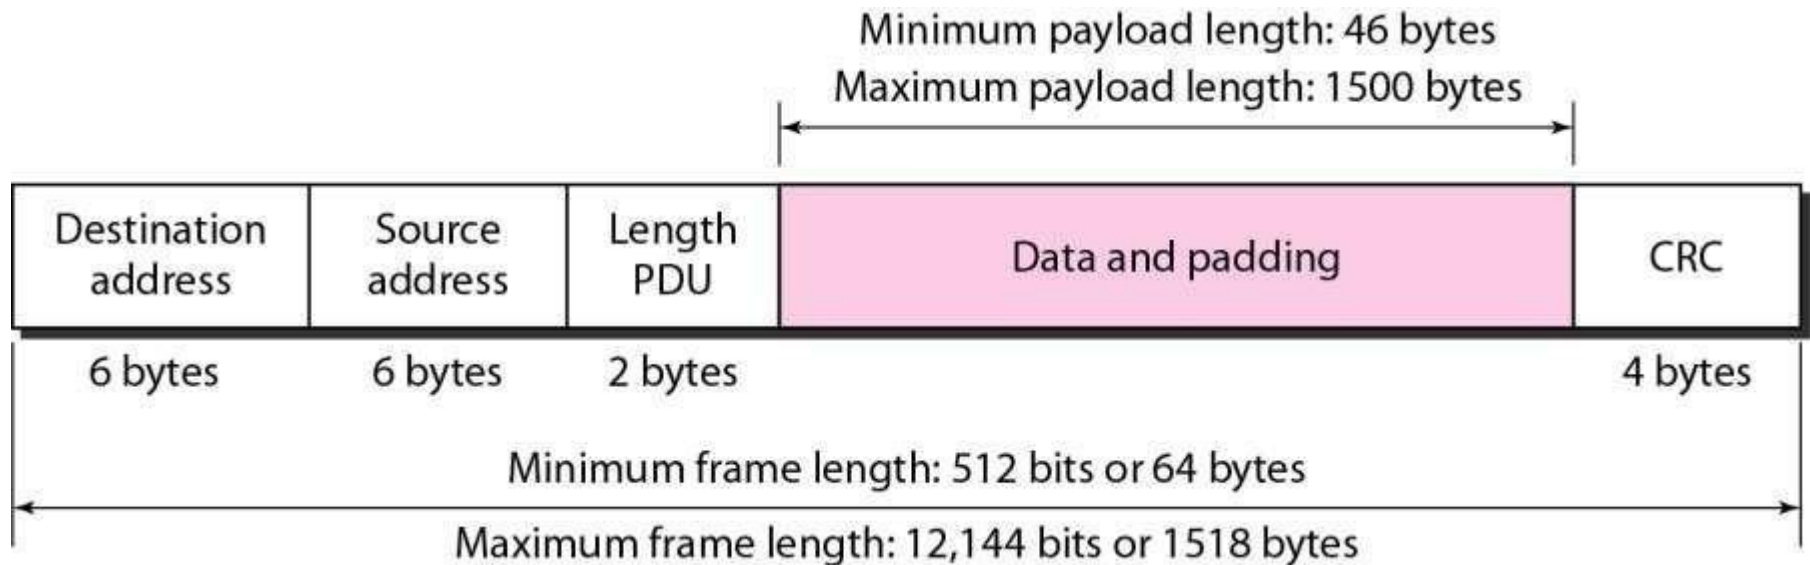 Minimum payload length: 46 bytes
Maximum payload length: 1500 bytes
Destination
address
Source
address
Length
PDU
Data and padding
CRC
6 bytes
6 bytes
2 bytes
4 bytes
Minimum frame length: 512 bits or 64 bytes
Maximum frame length: 12,144 bits or 1518 bytes